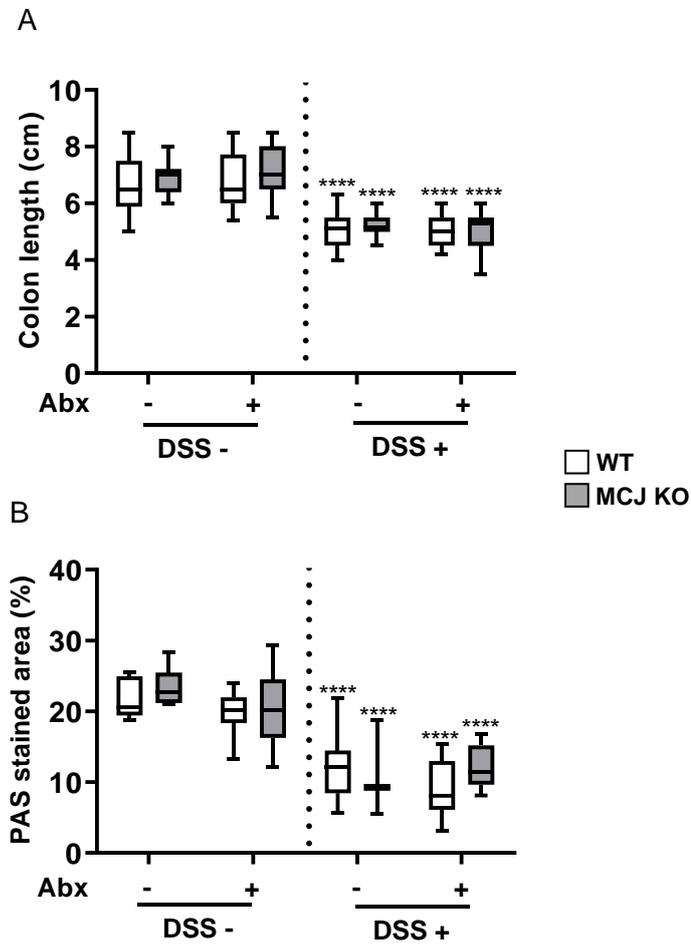 A
Colon length (cm)
10
8
6
4
2
0
**** **** **** ****
Abx - + - +
DSS - DSS +
WT
MCJ KO
B
PAS stained area (%)
40
30
20
10
0
**** **** **** ****
Abx - + - +
DSS - DSS +